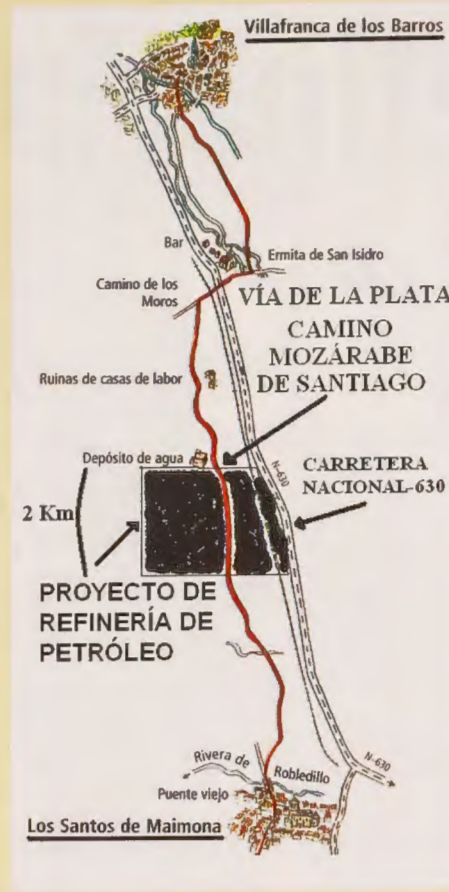 Villafranca de los Barros
Bar
Ermita de San Isidro
Camino de los
Moros
VÍA DE LA PLATA
CAMINO
MOZÁRABE
DE SANTIAGO
Ruinas de casas de labor
Depósito de agua
N-630
CARRETERA
NACIONAL-630
2 Km
PROYECTO DE
REFINERÍA DE
PETRÓLEO
N-630
Rivera de
Robledillo
Puente viejo
Los Santos de Maimona